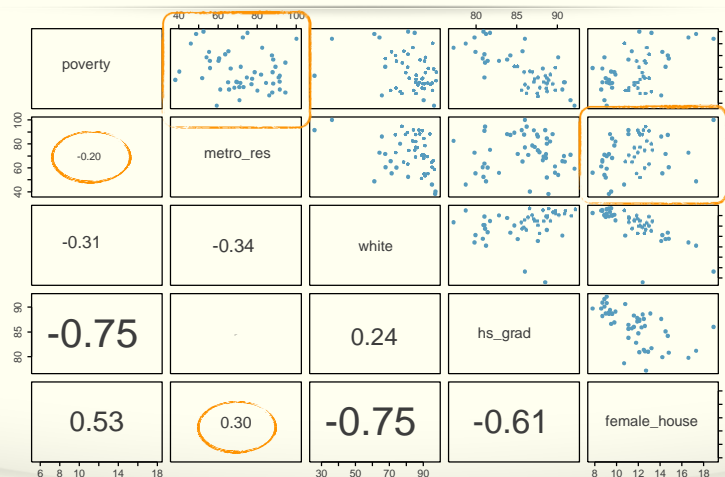 40 60 80 100 80 85 90
poverty
-0.20 metro_res
40 60 80 100
-0.31 -0.34 white
-0.75 0.24 hs_grad
80 85 90
0.53 0.30 -0.75 -0.61 female_house
6 8 10 12 14 18 30 50 70 90 8 10 12 14 16 18